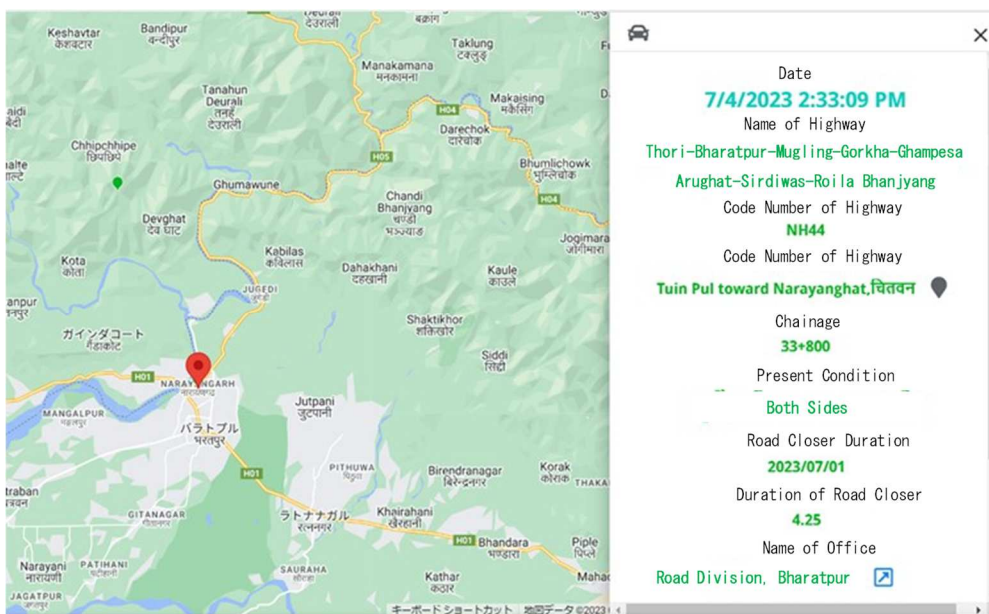 देउराली
बक्राग
Keshavtar
केशवटार
Bandipur
वन्दीपुर
Taklung
टक्लुङ्ग
Manakamana
मनकामना
Tanahun
Deurali
तनहुँ
देउराली
Makaising
मकैसिंग
H04
Darechok
दारेचोक
Chhipchhipe
छिपछिपे
H05
Bhumlichowk
भुम्लिचोक
Ghumawune
Chandi
Bhanjyang
चण्डी
भञ्ज्याङ
H04
Devghat
देव घाट
Jogimara
जोगीमारा
Kabilas
कविलास
Kota
कोता
Dahakhani
दहखानी
Kaule
काउले
JUGEDI
जुगेदी
Shaktikhor
शक्तिखोर
ガインダコート
गैंडाकोट
Siddi
सिद्दी
H01
NARAYANGARH
नारायणगढ
Jutpani
जुटपानी
MANGALPUR
मंगलपुर
バラトプル
भरतपुर
H01
PITHUWA
पिठुवा
Birendranagar
बिरेन्द्रनगर
Korak
कोराक
GITANAGAR
गीतानगर
ラトナナガル
रत्ननगर
Khairahani
खैरहानी
H01
Bhandara
भण्डारा
Piple
पिप्ले
Narayani
नारायणी
PATIHANI
पटीहानी
SAURAHA
सौराहा
Kathar
कठार
JAGATPUR
जगतपुर
キーボード ショートカット
地図データ ©2023
Date
7/4/2023 2:33:09 PM
Name of Highway
Thori-Bharatpur-Mugling-Gorkha-Ghampesa
Arughat-Sirdiwas-Roila Bhanjyang
Code Number of Highway
NH44
Code Number of Highway
Tuin Pul toward Narayanghat,चितवन
Chainage
33+800
Present Condition
Both Sides
Road Closer Duration
2023/07/01
Duration of Road Closer
4.25
Name of Office
Road Division, Bharatpur